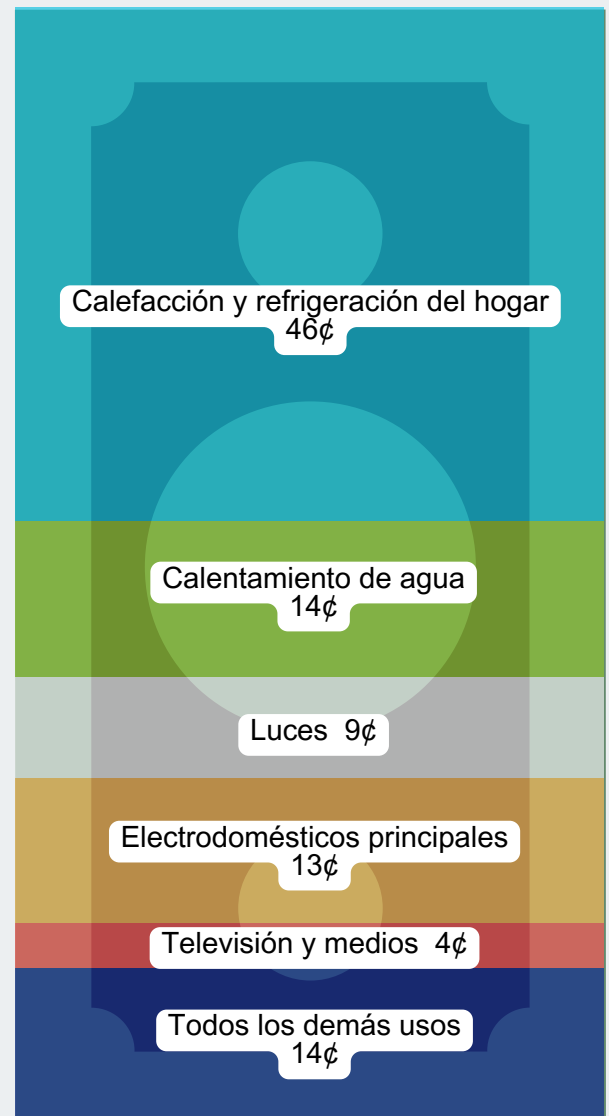 Calefacción y refrigeración del hogar
46¢
Calentamiento de agua
14¢
Luces 9¢
Electrodomésticos principales
13¢
Televisión y medios 4¢
Todos los demás usos
14¢